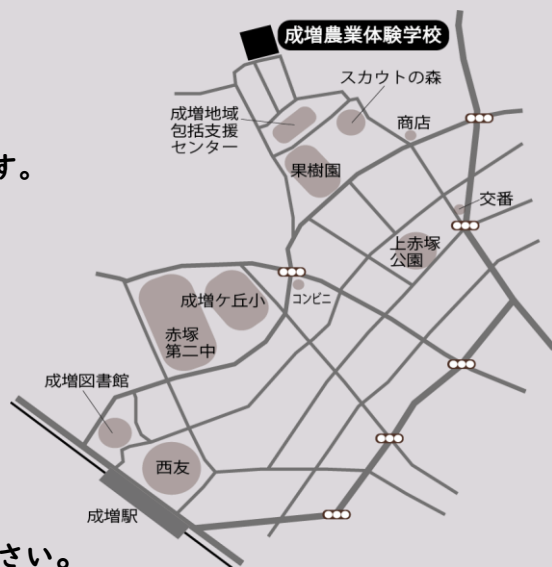 成増農業体験学校
スカウトの森
成増地域
包括支援
センター
商店
す。
果樹園
交番
上赤塚
公園
成増ケ丘小
コンビニ
赤塚
第二中
成増図書館
西友
成増駅
さい。